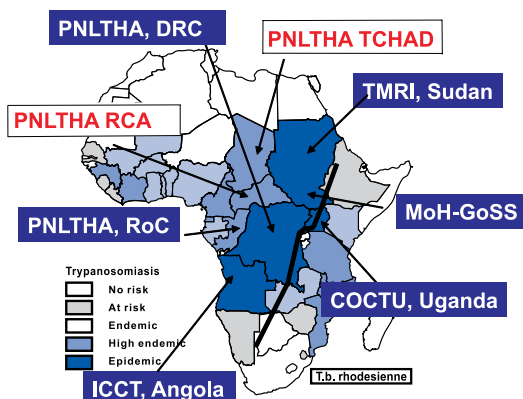 PNLTHA, DRC
PNLTHA TCHAD
TMRI, Sudan
PNLTHA RCA
MoH-GoSS
PNLTHA, RoC
Trypanosomiasis
No risk
At risk
Endemic
High endemic
Epidemic
COCTU, Uganda
T.b. rhodesienne
ICCT, Angola